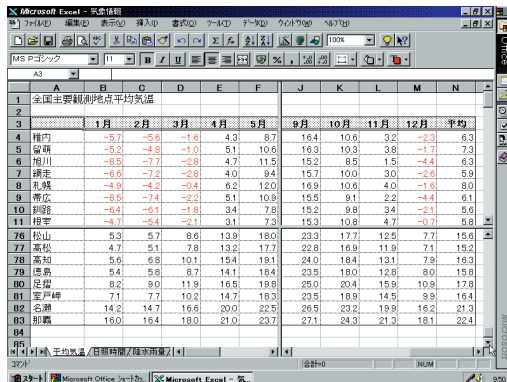 Microsoft Excel - 気象情報
ファイル(F) 編集(E) 表示(V) 挿入(I) 書式(O) ツール(T) データ(D) ウィンドウ(W) ヘルプ(H)
100%
MS Pゴシック 11 B I U
A3
A B C D E F J K L M N
1 全国主要観測地点平均気温
2
3 1月 2月 3月 4月 5月 9月 10月 11月 12月 平均
4 稚内 -5.7 -5.6 -1.6 4.3 8.7 16.4 10.6 3.2 -2.3 6.3
5 留萌 -5.2 -4.8 -1.0 5.1 10.6 16.3 10.3 3.8 -1.7 7.3
6 旭川 -8.5 -7.7 -2.8 4.7 11.5 15.2 8.5 1.5 -4.4 6.3
7 網走 -6.6 -7.2 -2.8 4.0 9.4 15.7 10.0 3.0 -2.6 5.9
8 札幌 -4.9 -4.2 -0.4 6.2 12.0 16.9 10.6 4.0 -1.6 8.0
9 帯広 -8.5 -7.4 -2.2 5.1 10.9 15.5 9.1 2.2 -4.4 6.1
10 釧路 -6.4 -6.1 -1.8 3.4 7.8 15.2 9.8 3.4 -2.1 5.6
11 根室 -4.7 -5.4 -2.1 3.1 7.3 15.3 10.8 4.7 -0.7 5.8
76 松山 5.3 5.7 8.6 13.9 18.0 23.3 17.7 12.5 7.7 15.6
77 高松 4.7 5.1 7.8 13.2 17.7 22.8 16.9 11.9 7.1 15.2
78 高知 5.6 6.8 10.1 15.4 19.1 24.0 18.4 13.1 7.9 16.3
79 徳島 5.4 5.8 8.7 14.1 18.4 23.5 18.0 12.8 8.0 15.8
80 足摺 8.2 9.0 11.9 16.5 19.8 25.0 20.4 15.9 10.9 17.8
81 室戸岬 7.1 7.7 10.2 14.7 18.3 23.5 18.9 14.5 9.9 16.4
82 名瀬 14.2 14.7 16.6 20.0 22.5 26.5 23.2 19.9 16.2 21.3
83 那覇 16.0 16.4 18.0 21.0 23.7 27.1 24.3 21.3 18.1 22.4
84
85
平均気温 日照時間 降水雨量
コマンド 合計=0 NUM
スタート Microsoft Office ショートカッ... Microsoft Excel - 気... 9:50
Office